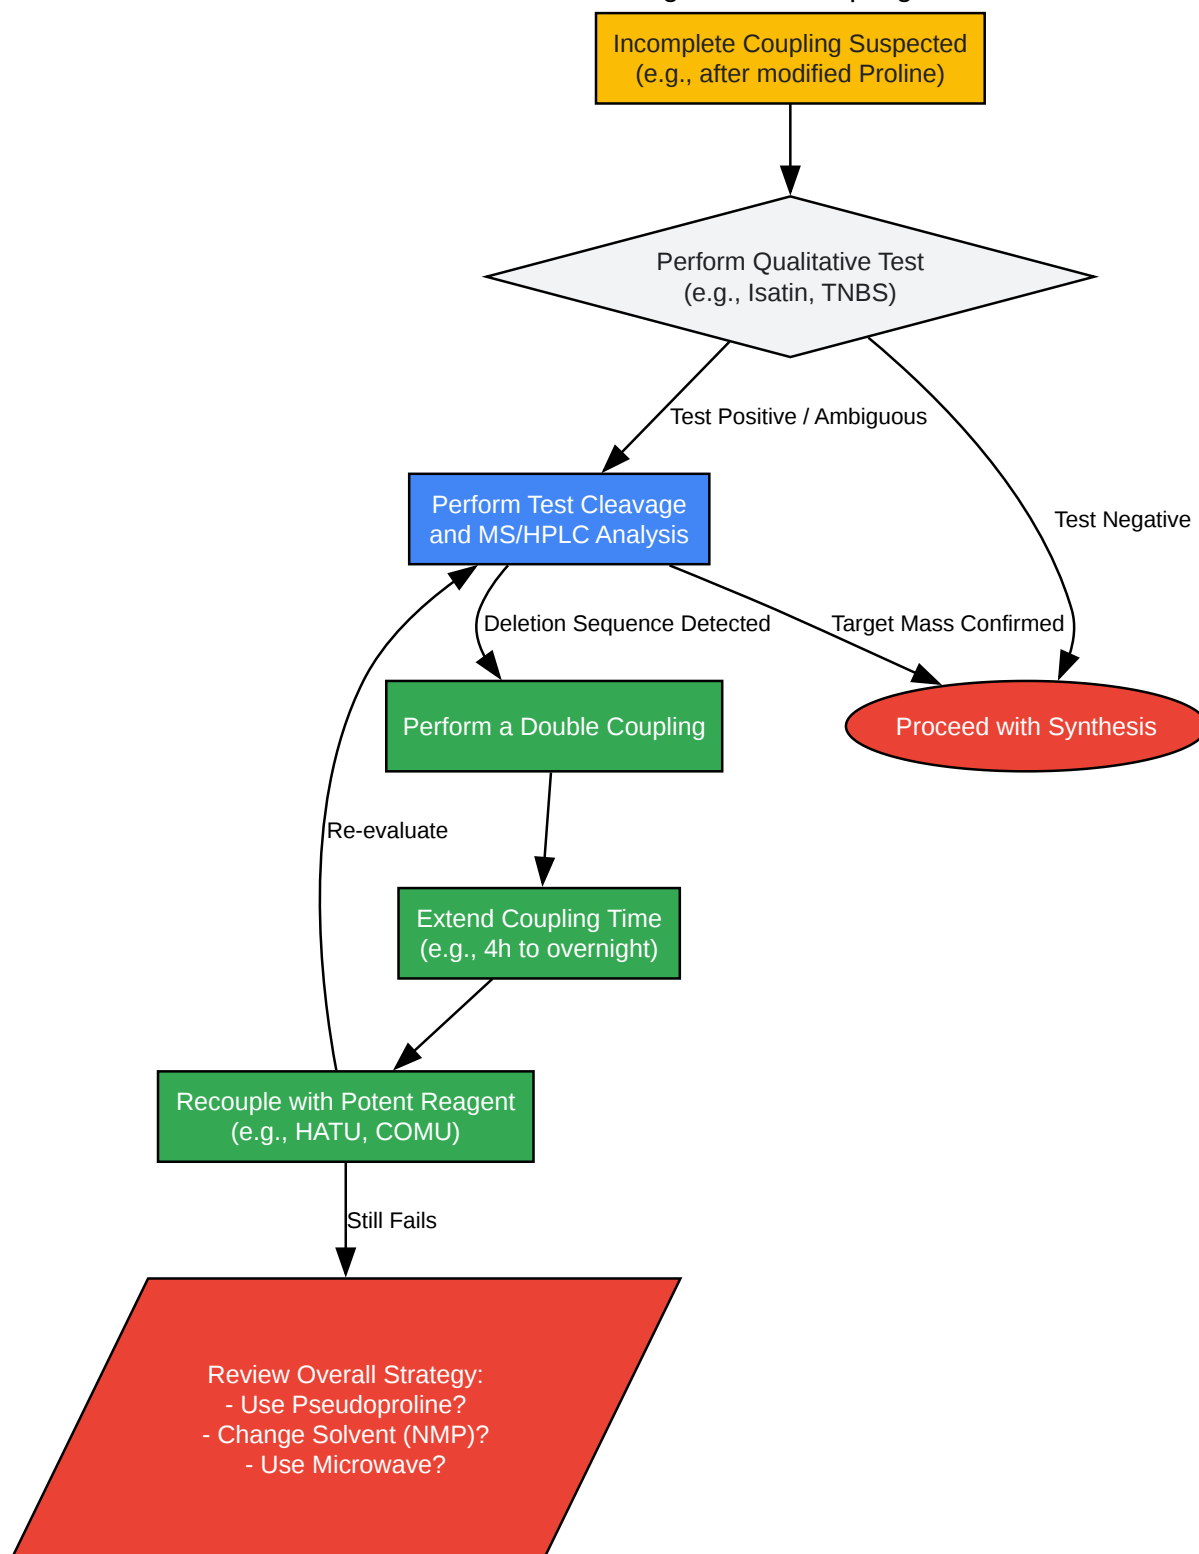 Incomplete Coupling Suspected
(e.g., after modified Proline)
Perform Qualitative Test
(e.g., Isatin, TNBS)
Test Positive / Ambiguous
Test Negative
Perform Test Cleavage
and MS/HPLC Analysis
Deletion Sequence Detected
Target Mass Confirmed
Perform a Double Coupling
Proceed with Synthesis
Re-evaluate
Extend Coupling Time
(e.g., 4h to overnight)
Recouple with Potent Reagent
(e.g., HATU, COMU)
Still Fails
Review Overall Strategy:
- Use Pseudoproline?
- Change Solvent (NMP)?
- Use Microwave?